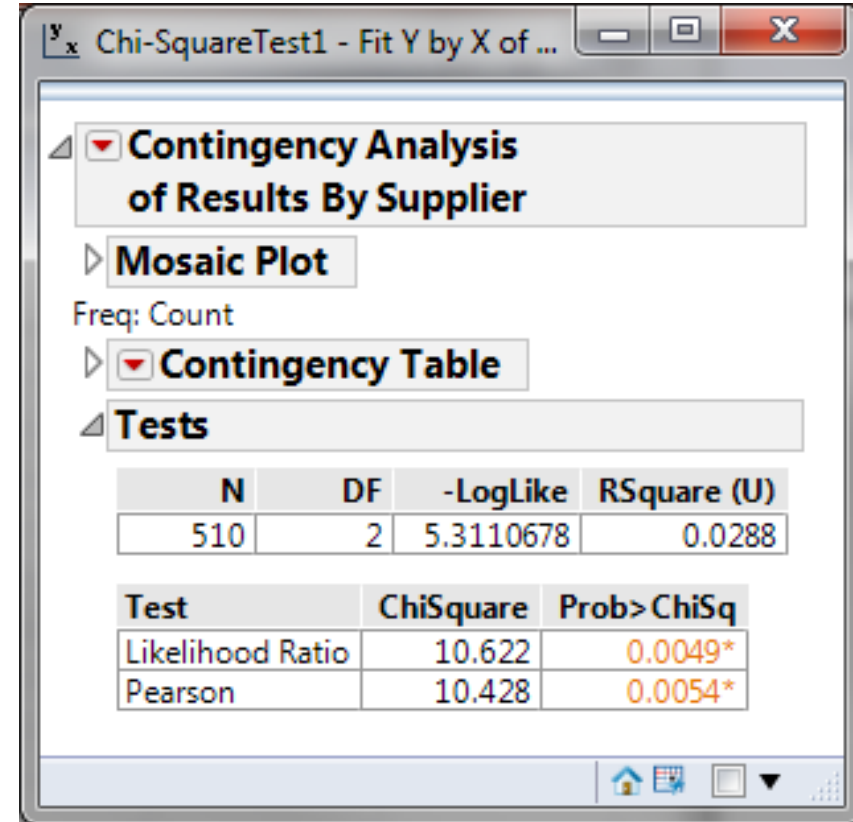 Chi-SquareTest1 - Fit Y by X of ...
Contingency Analysis
of Results By Supplier
Mosaic Plot
Freq: Count
Contingency Table
Tests
N DF -LogLike RSquare (U)
510 2 5.3110678 0.0288
Test ChiSquare Prob>ChiSq
Likelihood Ratio 10.622 0.0049*
Pearson 10.428 0.0054*